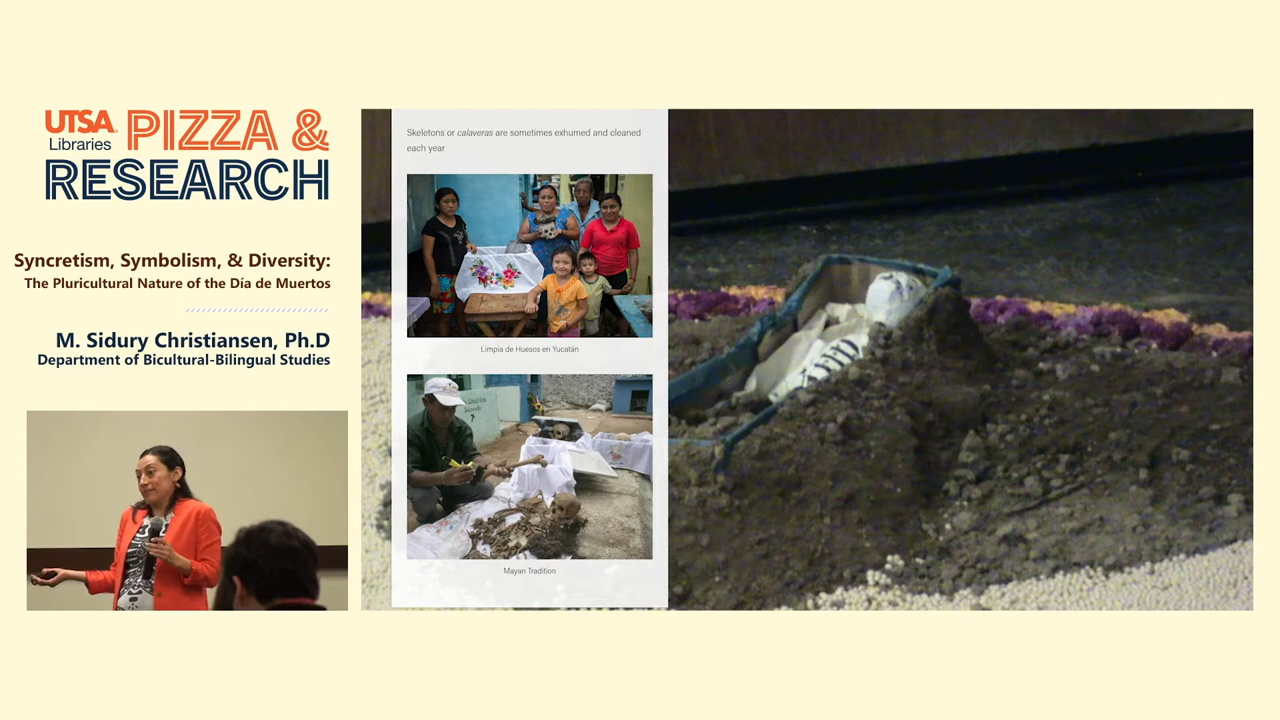 UTSA
Libraries
PIZZA &
RESEARCH
Syncretism, Symbolism, & Diversity:
The Pluricultural Nature of the Día de Muertos
M. Sidury Christiansen, Ph.D
Department of Bicultural-Bilingual Studies
Skeletons or calaveras are sometimes exhumed and cleaned
each year
Limpia de Huesos en Yucatán
Mayan Tradition